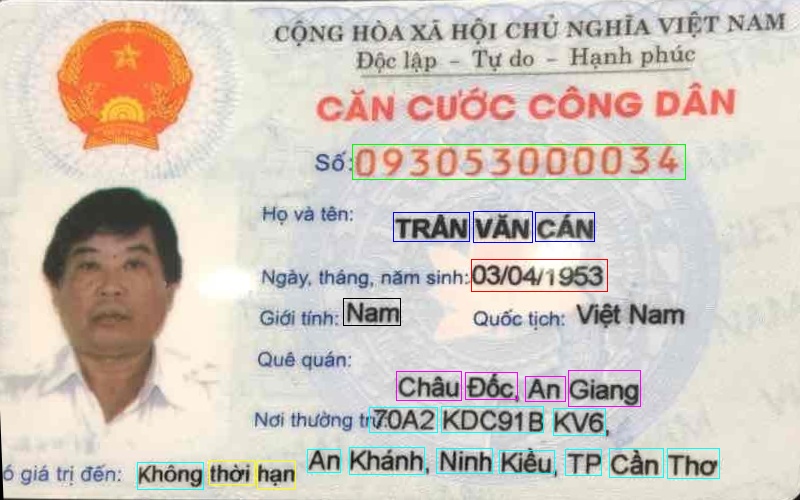 CỘNG HÒA XÃ HỘI CHỦ NGHĨA VIỆT NAM
Độc lập - Tự do - Hạnh phúc
CĂN CƯỚC CÔNG DÂN
Số: 093053000034
Họ và tên:
TRẦN VĂN CÁN
Ngày, tháng, năm sinh: 03/04/1953
Giới tính: Nam Quốc tịch: Việt Nam
Quê quán:
Châu Đốc, An Giang
Nơi thường trú: 70A2 KDC91B KV6,
An Khánh, Ninh Kiều, TP Cần Thơ
ó giá trị đến: Không thời hạn